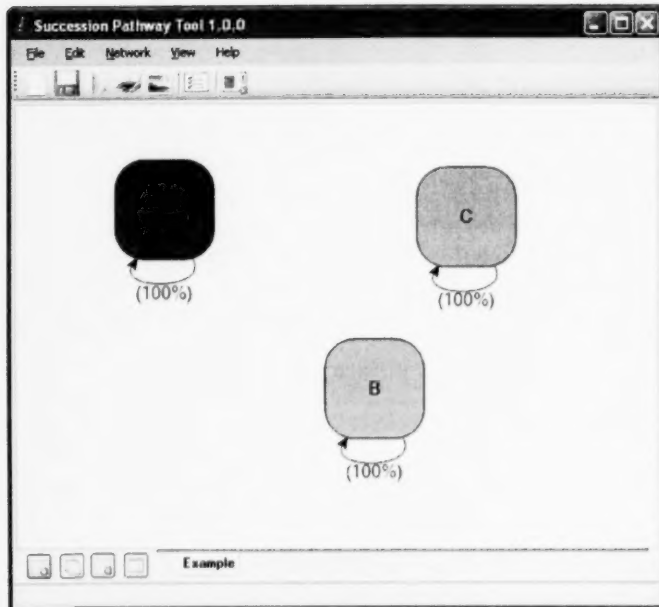 Succession Pathway Tool 1.0.0
File Edit Network View Help
C
(100%)
(100%)
B
(100%)
Example